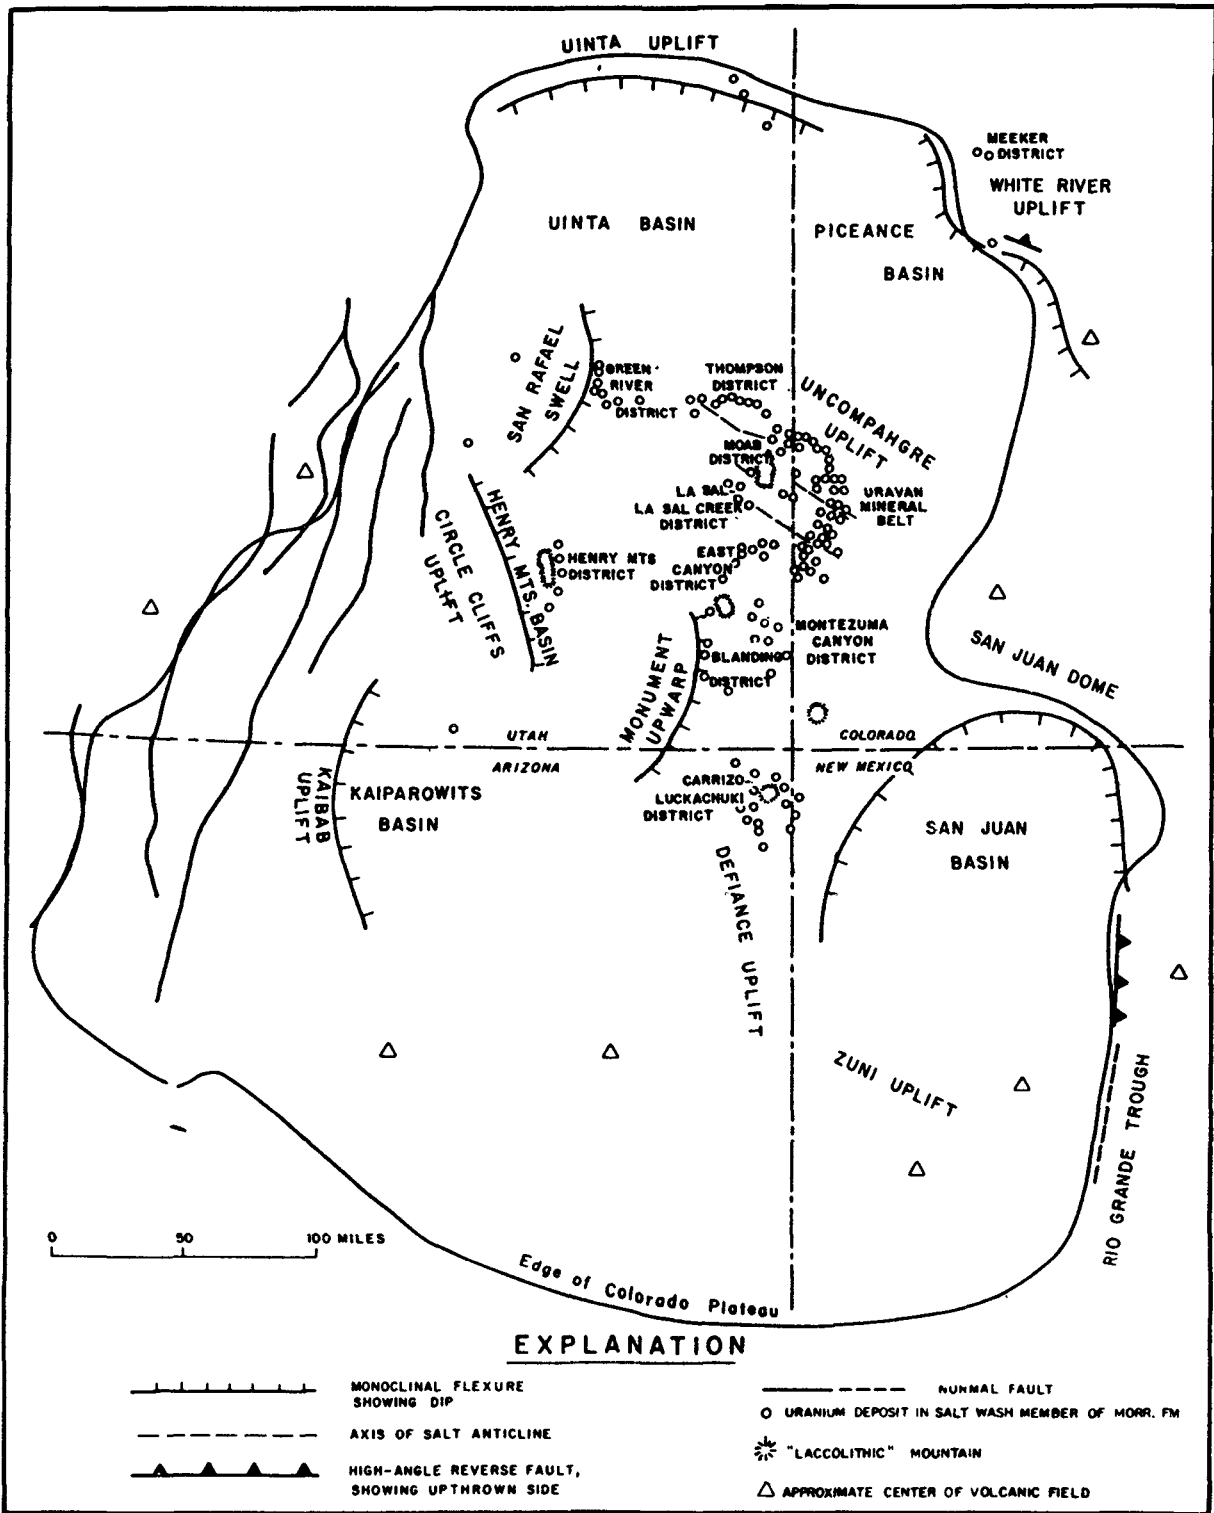 UINTA UPLIFT
MEEKER
DISTRICT
WHITE RIVER
UPLIFT
UINTA BASIN
PICEANCE
BASIN
SAN RAFAEL
SWELL
GREEN
RIVER
DISTRICT
THOMPSON
DISTRICT
UNCOMPAHGRE
UPLIFT
MOAB
DISTRICT
LA SAL-
LA SAL CREEK
DISTRICT
URAVAN
MINERAL
BELT
HENRY MTS. BASIN
CIRCLE CLIFFS
UPLIFT
HENRY MTS
DISTRICT
EAST
CANYON
DISTRICT
MONTEZUMA
CANYON
DISTRICT
BLANDING
DISTRICT
MONUMENT
UPWARP
SAN JUAN DOME
UTAH
ARIZONA
COLORADO
NEW MEXICO
KAIBAB
UPLIFT
KAIPAROWITS
BASIN
CARRIZO-
LUCKACHUKI
DISTRICT
SAN JUAN
BASIN
DEFIANCE UPLIFT
ZUNI UPLIFT
RIO GRANDE TROUGH
0 50 100 MILES
Edge of Colorado Plateau
EXPLANATION
MONOCLINAL FLEXURE
SHOWING DIP
AXIS OF SALT ANTICLINE
HIGH-ANGLE REVERSE FAULT,
SHOWING UPTHROWN SIDE
NORMAL FAULT
URANIUM DEPOSIT IN SALT WASH MEMBER OF MORR. FM
"LACCOLITHIC" MOUNTAIN
APPROXIMATE CENTER OF VOLCANIC FIELD